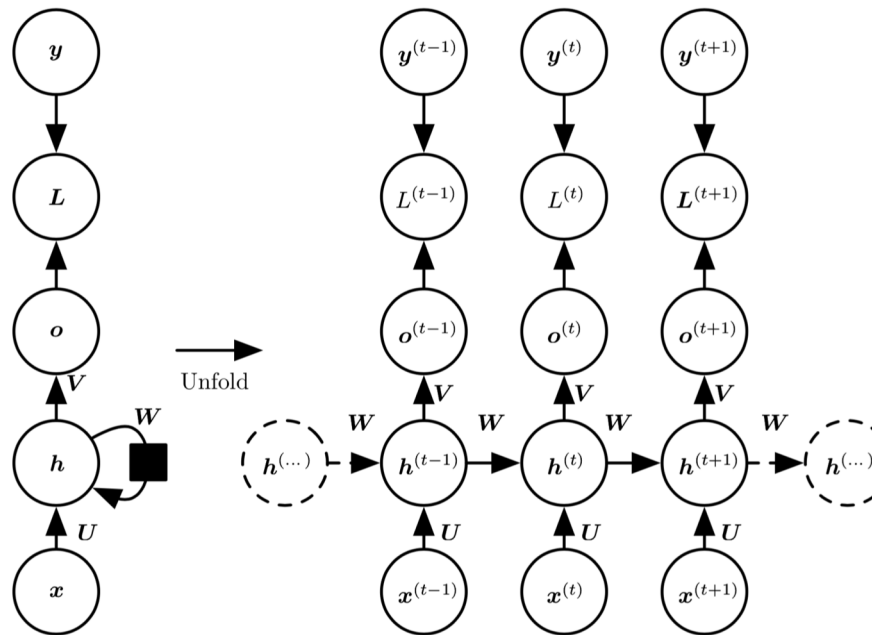 y y^(t−1) y^(t) y^(t+1)
L L^(t−1) L^(t) L^(t+1)
o o^(t−1) o^(t) o^(t+1)
Unfold
V V V V
W W W W W
h h^(...) h^(t−1) h^(t) h^(t+1) h^(...)
U U U U
x x^(t−1) x^(t) x^(t+1)